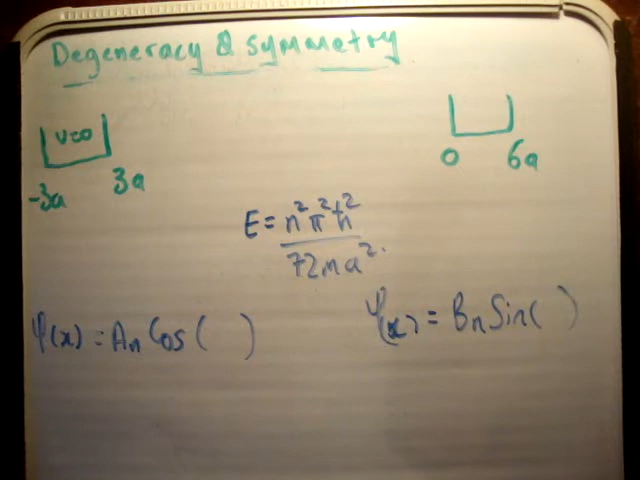 Degeneracy & symmetry
V=0
-3a 3a
0 6a
E = n²π²ħ²
72ma²
Ψ(x) = An Cos( )
Ψ(x) = Bn Sin( )